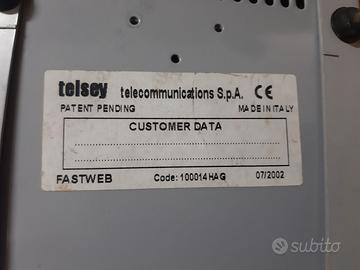 telsey telecommunications S.p.A. CE
PATENT PENDING MADE IN ITALY
CUSTOMER DATA
FASTWEB Code: 100014HAG 07/2002
subito